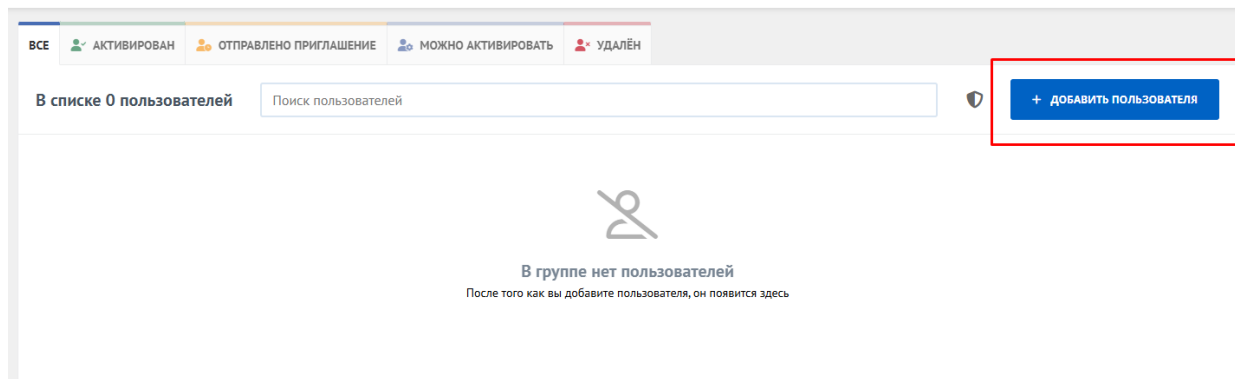 ВСЕ АКТИВИРОВАН ОТПРАВЛЕНО ПРИГЛАШЕНИЕ МОЖНО АКТИВИРОВАТЬ УДАЛЁН
В списке 0 пользователей Поиск пользователей + ДОБАВИТЬ ПОЛЬЗОВАТЕЛЯ
В группе нет пользователей
После того как вы добавите пользователя, он появится здесь